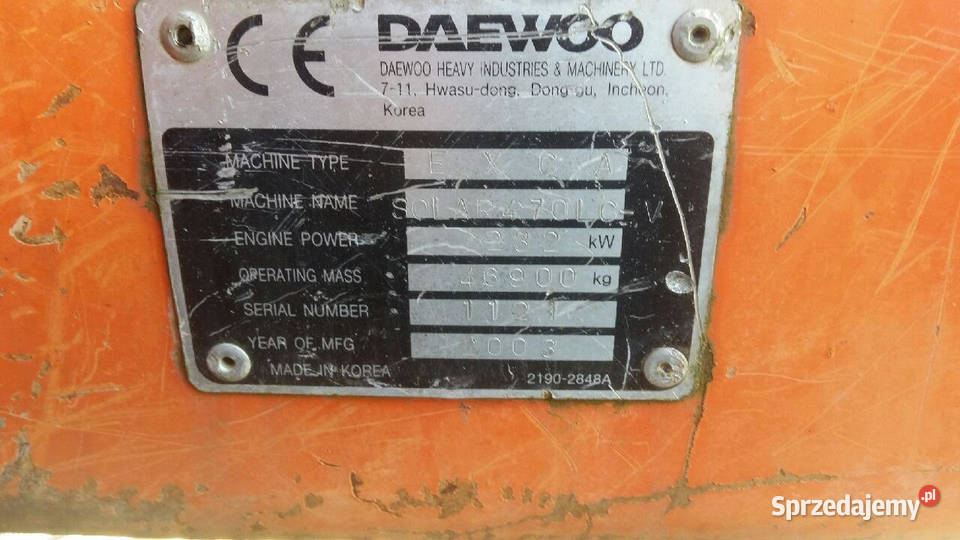 CE DAEWOO
DAEWOO HEAVY INDUSTRIES & MACHINERY LTD.
7-11, Hwasu-dong, Dong-gu, Incheon,
Korea
MACHINE TYPE EXCA
MACHINE NAME SOLAR470LC-V
ENGINE POWER 232 kW
OPERATING MASS 46900 kg
SERIAL NUMBER
YEAR OF MFG 2003
MADE IN KOREA 2190-2848A
Sprzedajemy.pl